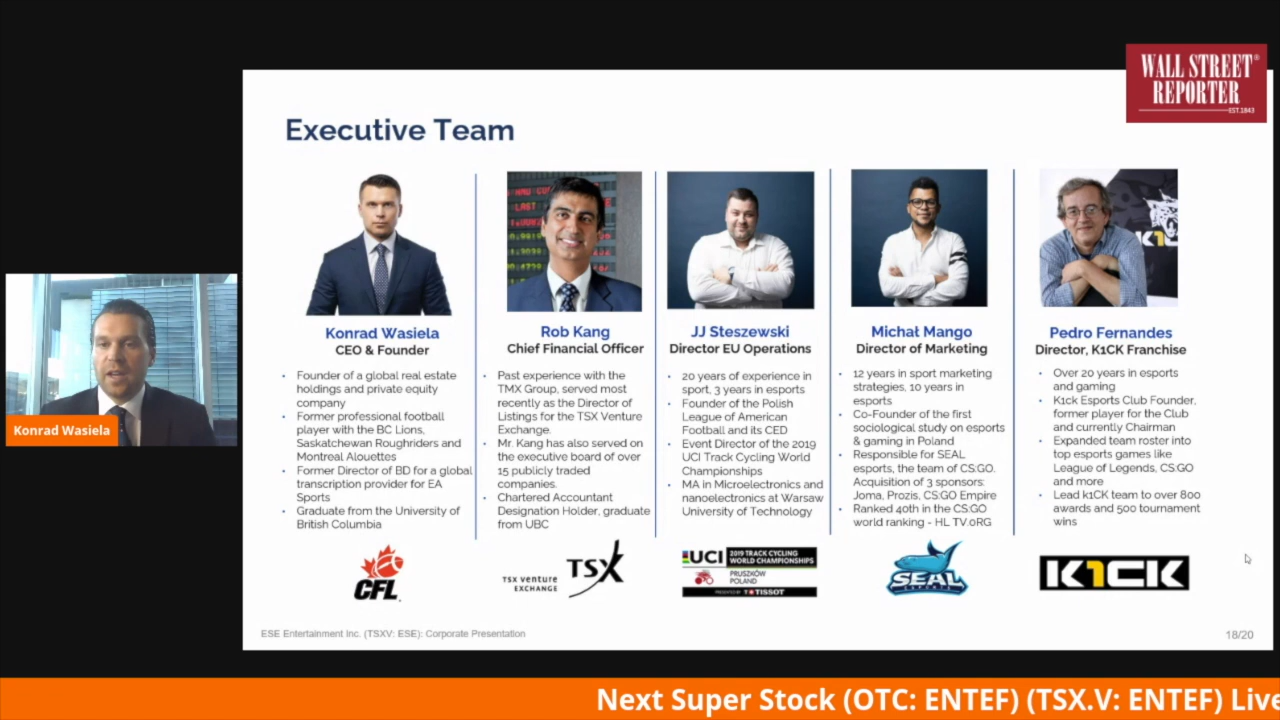 WALL STREET
REPORTER
EST.1843
Executive Team
Konrad Wasiela
CEO & Founder
• Founder of a global real estate
holdings and private equity
company
• Former professional football
player with the BC Lions,
Saskatchewan Roughriders and
Montreal Alouettes
• Former Director of BD for a global
transcription provider for EA
Sports
• Graduate from the University of
British Columbia
CFL
Rob Kang
Chief Financial Officer
• Past experience with the
TMX Group, served most
recently as the Director of
Listings for the TSX Venture
Exchange.
• Mr. Kang has also served on
the executive board of over
15 publicly traded
companies.
• Chartered Accountant
Designation Holder, graduate
from UBC
TSX venture
EXCHANGE
TSX
JJ Steszewski
Director EU Operations
• 20 years of experience in
sport, 3 years in esports
• Founder of the Polish
League of American
Football and its CED
• Event Director of the 2019
UCI Track Cycling World
Championships
• MA in Microelectronics and
nanoelectronics at Warsaw
University of Technology
UCI
2019 TRACK CYCLING
WORLD CHAMPIONSHIPS
PRUSZKÓW
POLAND
PRESENTED BY TISSOT
Michał Mango
Director of Marketing
• 12 years in sport marketing
strategies, 10 years in
esports
• Co-Founder of the first
sociological study on esports
& gaming in Poland
• Responsible for SEAL
esports, the team of CS:GO.
Acquisition of 3 sponsors:
Joma, Prozis, CS:GO Empire
• Ranked 40th in the CS:GO
world ranking - HL TV.oRG
SEAL
ESPORTS
Pedro Fernandes
Director, K1CK Franchise
• Over 20 years in esports
and gaming
• K1ck Esports Club Founder,
former player for the Club
and currently Chairman
• Expanded team roster into
top esports games like
League of Legends, CS:GO
and more
• Lead k1CK team to over 800
awards and 500 tournament
wins
K1CK
Konrad Wasiela
ESE Entertainment Inc. (TSXV: ESE): Corporate Presentation
18/20
Next Super Stock (OTC: ENTEF) (TSX.V: ENTEF) Live